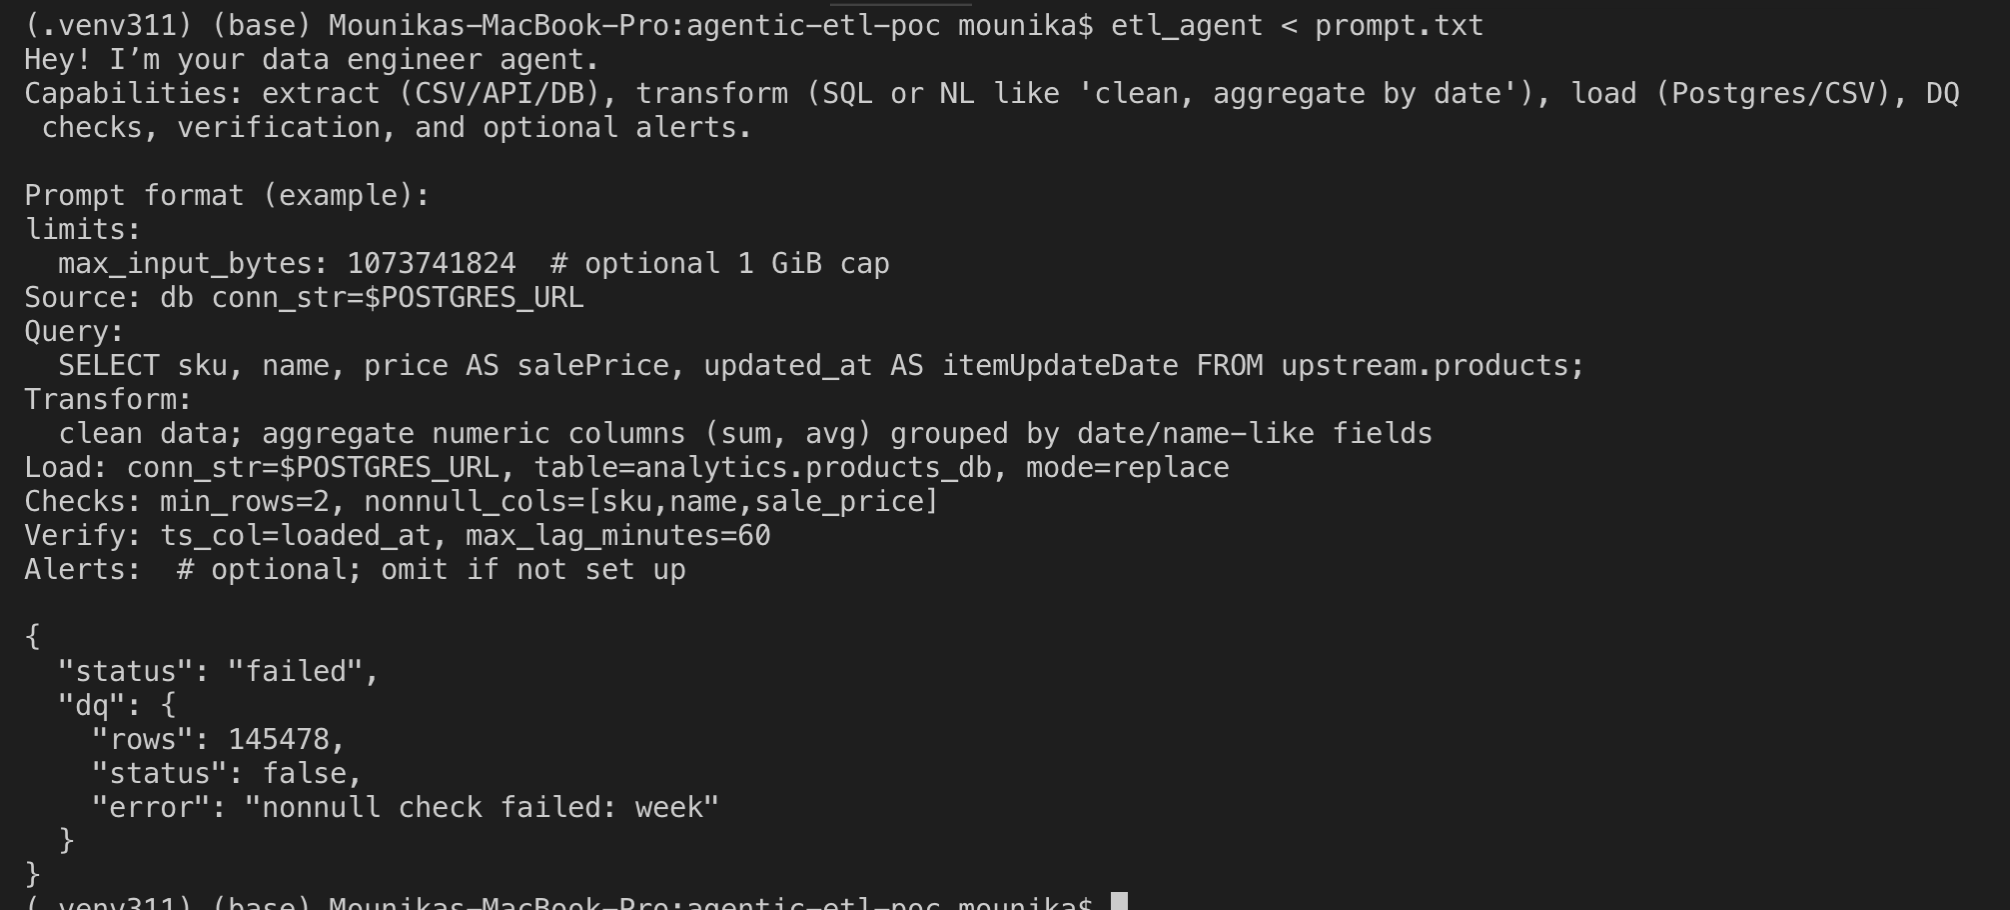 (.venv311) (base) Mounikas-MacBook-Pro:agentic-etl-poc mounika$ etl_agent < prompt.txt
Hey! I’m your data engineer agent.
Capabilities: extract (CSV/API/DB), transform (SQL or NL like 'clean, aggregate by date'), load (Postgres/CSV), DQ
 checks, verification, and optional alerts.

Prompt format (example):
limits:
  max_input_bytes: 1073741824  # optional 1 GiB cap
Source: db conn_str=$POSTGRES_URL
Query:
  SELECT sku, name, price AS salePrice, updated_at AS itemUpdateDate FROM upstream.products;
Transform:
  clean data; aggregate numeric columns (sum, avg) grouped by date/name-like fields
Load: conn_str=$POSTGRES_URL, table=analytics.products_db, mode=replace
Checks: min_rows=2, nonnull_cols=[sku,name,sale_price]
Verify: ts_col=loaded_at, max_lag_minutes=60
Alerts:  # optional; omit if not set up

{
  "status": "failed",
  "dq": {
    "rows": 145478,
    "status": false,
    "error": "nonnull check failed: week"
  }
}
(.venv311) (base) Mounikas-MacBook-Pro:agentic-etl-poc mounika$